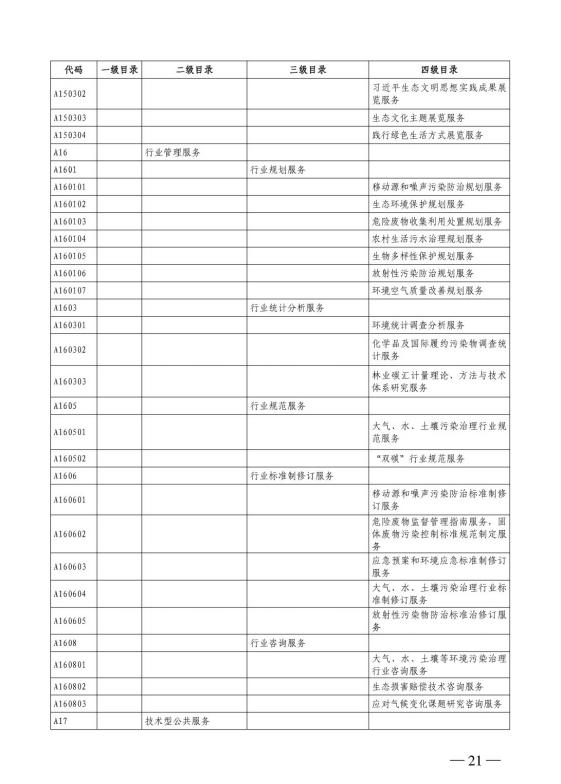 代码 一级目录 二级目录 三级目录 四级目录
A150302 习近平生态文明思想实践成果展
览服务
A150303 生态文化主题展览服务
A150304 践行绿色生活方式展览服务
A16 行业管理服务
A1601 行业规划服务
A160101 移动源和噪声污染防治规划服务
A160102 生态环境保护规划服务
A160103 危险废物收集利用处置规划服务
A160104 农村生活污水治理规划服务
A160105 生物多样性保护规划服务
A160106 放射性污染防治规划服务
A160107 环境空气质量改善规划服务
A1603 行业统计分析服务
A160301 环境统计调查分析服务
A160302 化学品及国际履约污染物调查统
计服务
A160303 林业碳汇计量理论、方法与技术
体系研究服务
A1605 行业规范服务
A160501 大气、水、土壤污染治理行业规
范服务
A160502 “双碳”行业规范服务
A1606 行业标准制修订服务
A160601 移动源和噪声污染防治标准制修
订服务
A160602 危险废物监督管理指南服务，固
体废物污染控制标准规范制定服
务
A160603 应急预案和环境应急标准制修订
服务
A160604 大气、水、土壤污染治理行业标
准制修订服务
A160605 放射性污染物防治标准洽修订服
务
A1608 行业咨询服务
A160801 大气、水、土壤等环境污染治理
行业咨询服务
A160802 生态损害赔偿技术咨询服务
A160803 应对气候变化课题研究咨询服务
A17 技术型公共服务
— 21 —